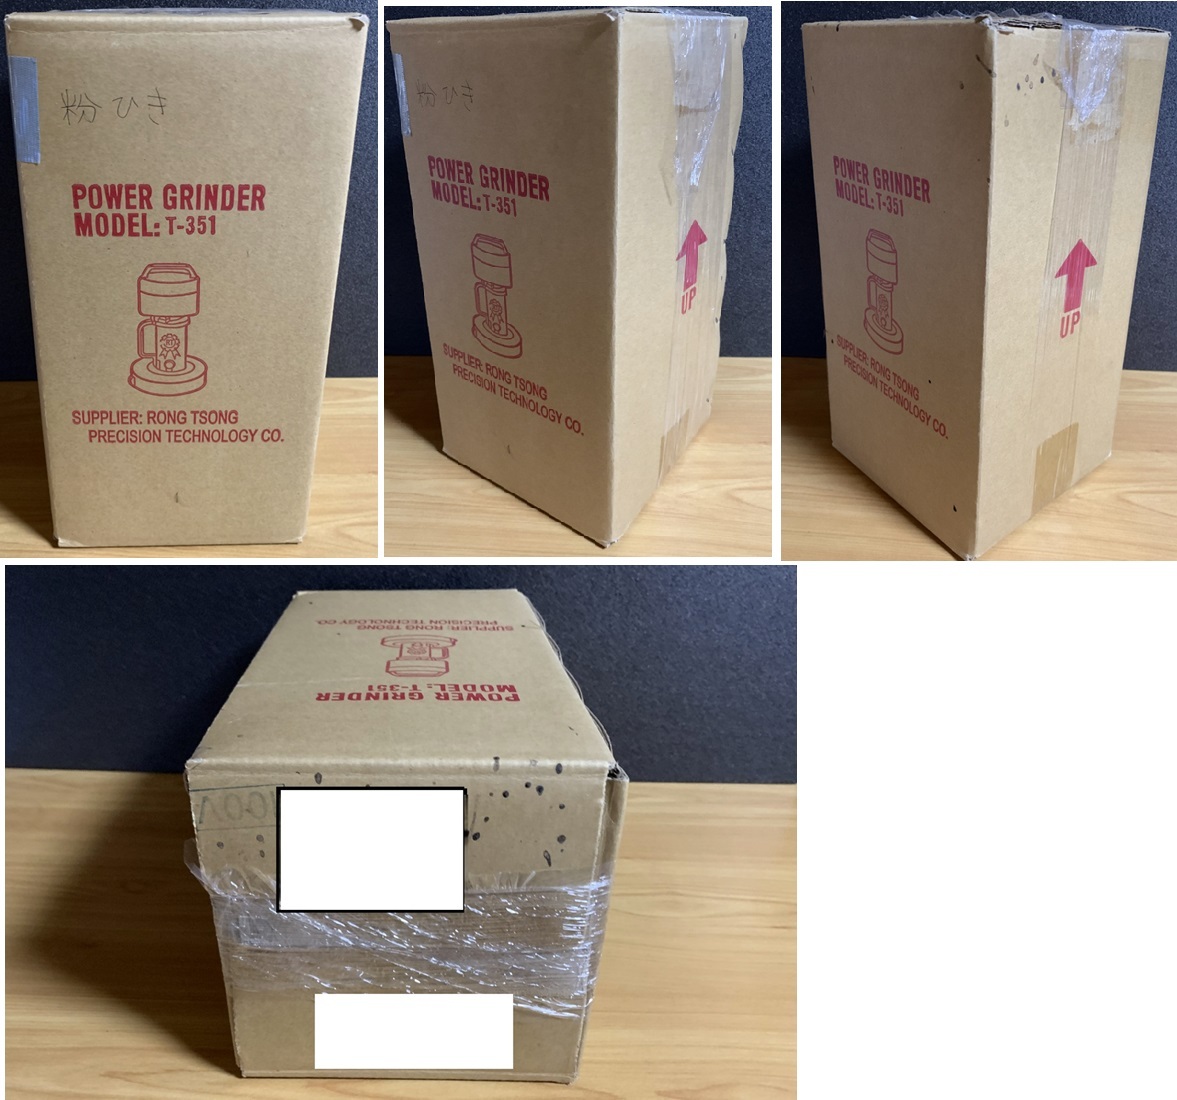 粉ひき
POWER GRINDER
MODEL: T-351
SUPPLIER: RONG TSONG
PRECISION TECHNOLOGY CO.
粉ひき
POWER GRINDER
MODEL: T-351
SUPPLIER: RONG TSONG
PRECISION TECHNOLOGY CO.
UP
POWER GRINDER
MODEL: T-351
SUPPLIER: RONG TSONG
PRECISION TECHNOLOGY CO.
UP
POWER GRINDER
MODEL: T-351
SUPPLIER: RONG TSONG
PRECISION TECHNOLOGY CO.